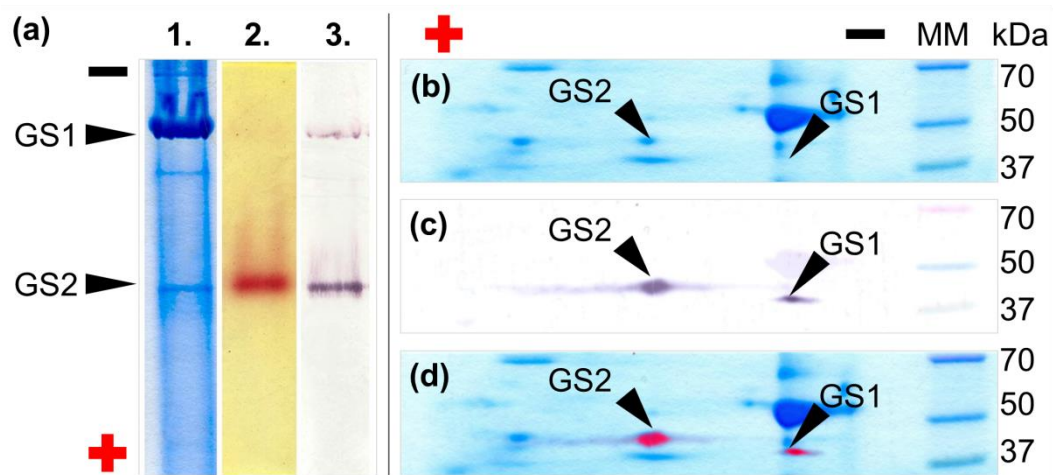 (a) 1. 2. 3.
GS1
GS2
MM kDa
(b) GS2 GS1 70
50
37
(c) GS2 GS1 70
50
37
(d) GS2 GS1 70
50
37